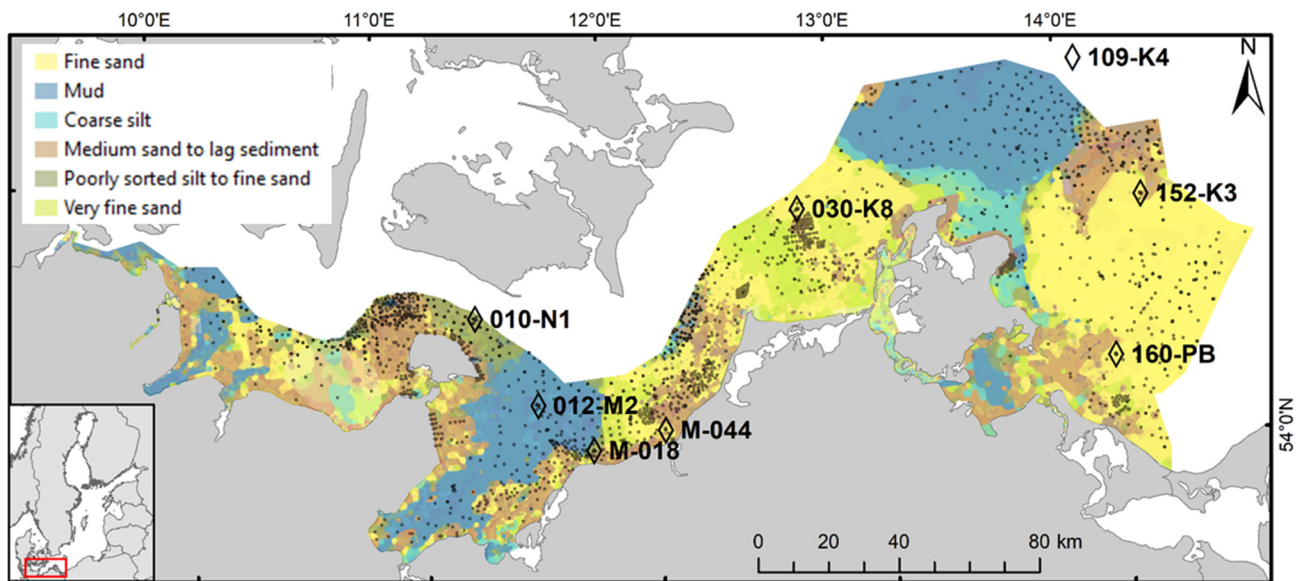 10°0'E 11°0'E 12°0'E 13°0'E 14°0'E
N
Fine sand
Mud
Coarse silt
Medium sand to lag sediment
Poorly sorted silt to fine sand
Very fine sand
109-K4
152-K3
030-K8
010-N1
160-PB
012-M2
M-044
M-018
54°0'N
0 20 40 80 km